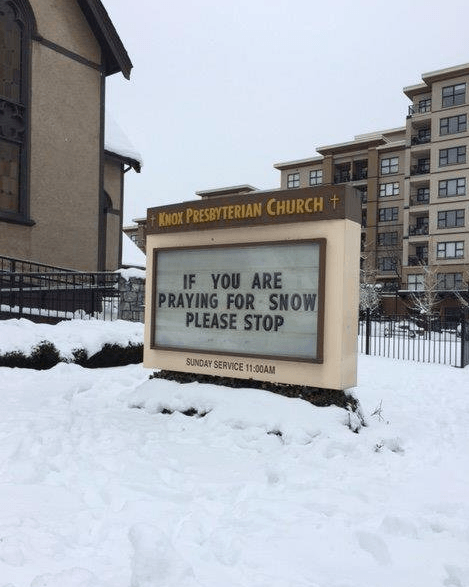 ✝ KNOX PRESBYTERIAN CHURCH ✝
IF YOU ARE
PRAYING FOR SNOW
PLEASE STOP
SUNDAY SERVICE 11:00AM